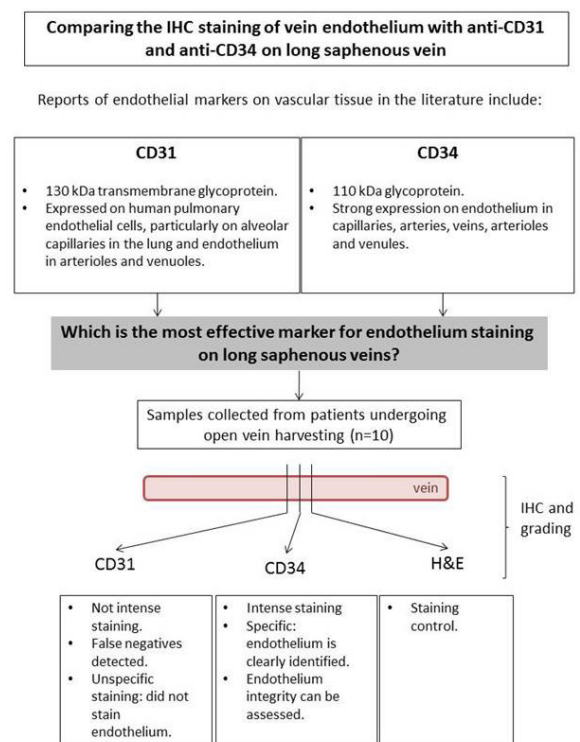 Comparing the IHC staining of vein endothelium with anti-CD31
and anti-CD34 on long saphenous vein
Reports of endothelial markers on vascular tissue in the literature include:
CD31
• 130 kDa transmembrane glycoprotein.
• Expressed on human pulmonary
endothelial cells, particularly on alveolar
capillaries in the lung and endothelium
in arterioles and venuoles.
CD34
• 110 kDa glycoprotein.
• Strong expression on endothelium in
capillaries, arteries, veins, arterioles
and venules.
Which is the most effective marker for endothelium staining
on long saphenous veins?
Samples collected from patients undergoing
open vein harvesting (n=10)
vein
IHC and
grading
CD31
CD34
H&E
• Not intense
staining.
• False negatives
detected.
• Unspecific
staining: did not
stain
endothelium.
• Intense staining
• Specific:
endothelium is
clearly identified.
• Endothelium
integrity can be
assessed.
• Staining
control.